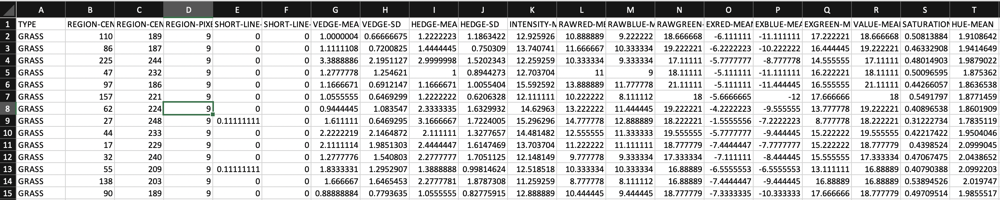 A B C D E F G H I J K L M N O P Q R S T
1 TYPE REGION-CEN REGION-CEN REGION-PIXE SHORT-LINE- SHORT-LINE- VEDGE-MEA VEDGE-SD HEDGE-MEA HEDGE-SD INTENSITY-M RAWRED-ME RAWBLUE-M RAWGREEN- EXRED-MEAN EXBLUE-MEA EXGREEN-M VALUE-MEAN SATURATION HUE-MEAN
2 GRASS 110 189 9 0 0 1.0000004 0.66666675 1.2222223 1.1863422 12.925926 10.888889 9.222222 18.666668 -6.111111 -11.111111 17.222221 18.666668 0.50813884 1.9108642
3 GRASS 86 187 9 0 0 1.1111108 0.7200825 1.4444445 0.750309 13.740741 11.666667 10.333334 19.222221 -6.2222223 -10.222222 16.444445 19.222221 0.46332908 1.9414649
4 GRASS 225 244 9 0 0 3.3888886 2.1951127 2.9999998 1.5202343 12.259259 10.333334 9.333334 17.11111 -5.7777777 -8.777778 14.555555 17.11111 0.48014903 1.9879022
5 GRASS 47 232 9 0 0 1.2777778 1.254621 1 0.8944273 12.703704 11 9 18.11111 -5.111111 -11.111111 16.222221 18.11111 0.50096595 1.875362
6 GRASS 97 186 9 0 0 1.1666671 0.6912147 1.1666671 1.0055404 15.592592 13.888889 11.777778 21.11111 -5.111111 -11.444445 16.555555 21.11111 0.44266057 1.8636538
7 GRASS 157 221 9 0 0 1.0555555 0.6469299 1.2222222 0.6206328 12.111111 10.222222 8.111112 18 -5.6666665 -12 17.666666 18 0.5491797 1.8771459
8 GRASS 62 224 9 0 0 0.9444445 1.083547 2.3333335 1.6329932 14.62963 13.222222 11.444445 19.222221 -4.2222223 -9.555555 13.777778 19.222221 0.40896538 1.8601909
9 GRASS 27 248 9 0.11111111 0 1.611111 0.6469295 3.1666667 1.7224005 15.296296 14.777778 12.888889 18.222221 -1.5555556 -7.2222223 8.777778 18.222221 0.31222734 1.7835119
10 GRASS 44 233 9 0 0 2.2222219 2.1464872 2.111111 1.3277657 14.481482 12.555555 11.333333 19.555555 -5.7777777 -9.444445 15.222222 19.555555 0.42217422 1.9504046
11 GRASS 17 229 9 0 0 2.1111114 1.9851303 2.4444447 1.6147469 13.703704 11.222222 11.111111 18.777779 -7.4444447 -7.7777777 15.222222 18.777779 0.4398524 2.0999045
12 GRASS 32 240 9 0 0 1.2777776 1.540803 2.2777777 1.7051125 12.148149 9.777778 9.333334 17.333334 -7.111111 -8.444445 15.555555 17.333334 0.47067475 2.0438652
13 GRASS 55 209 9 0.11111111 0 1.8333331 1.2952907 1.3888888 0.99814624 12.518518 10.333334 10.333334 16.88889 -6.5555553 -6.5555553 13.111111 16.88889 0.40790388 2.0992203
14 GRASS 138 203 9 0 0 1.666667 1.6465453 2.2777781 1.8787308 11.259259 8.777778 8.111112 16.88889 -7.4444447 -9.444445 16.88889 16.88889 0.53894526 2.019747
15 GRASS 90 189 9 0 0 0.88888884 0.7793635 1.0555555 0.82775915 12.888889 10.444445 9.444445 18.777779 -7.3333335 -10.333333 17.666666 18.777779 0.49709514 1.9855517